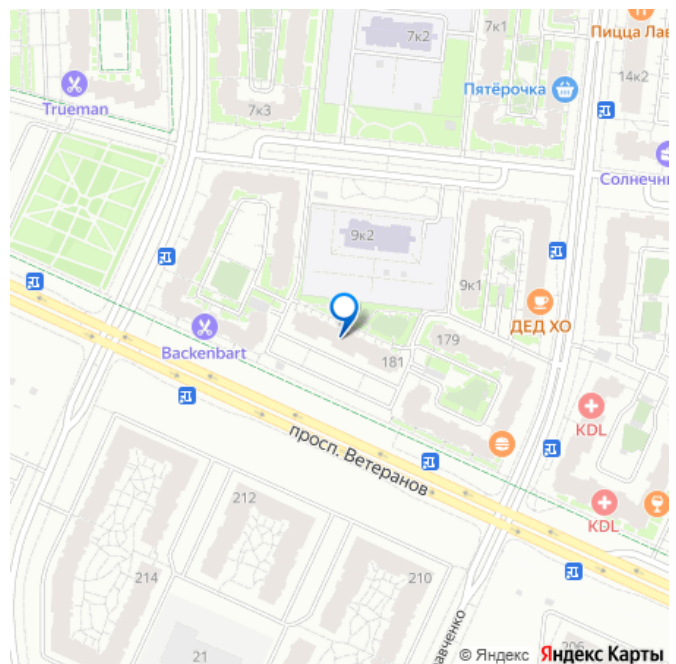 7к2
7к1
Пицца Лав
Trueman
Пятёрочка
14к2
7к3
Солнечны
9к2
9к1
ДЕД ХО
Backenbart
179
181
KDL
просп. Ветеранов
212
KDL
214
210
авченко
206
21
© Яндекс Яндекс Карты